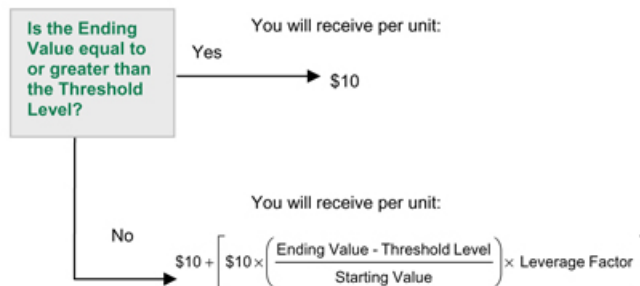 Is the Ending
Value equal to
or greater than
the Threshold
Level?
You will receive per unit:
Yes
$10
You will receive per unit:
No
$10 + [ $10 × ( Ending Value - Threshold Level / Starting Value ) × Leverage Factor